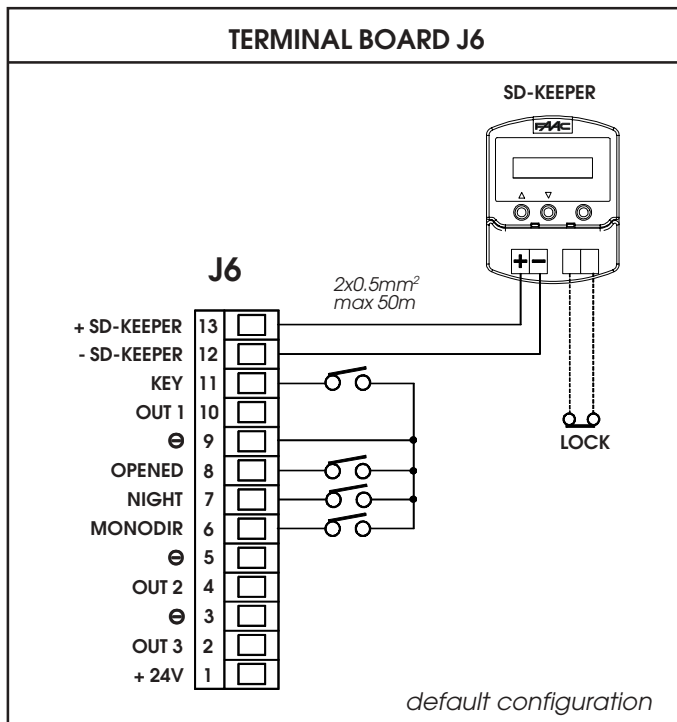 TERMINAL BOARD J6
SD-KEEPER
FAAC
+ −
J6
2x0.5mm²
max 50m
+ SD-KEEPER 13
- SD-KEEPER 12
KEY 11
OUT 1 10
⊖ 9
OPENED 8
NIGHT 7
MONODIR 6
⊖ 5
OUT 2 4
⊖ 3
OUT 3 2
+ 24V 1
LOCK
default configuration